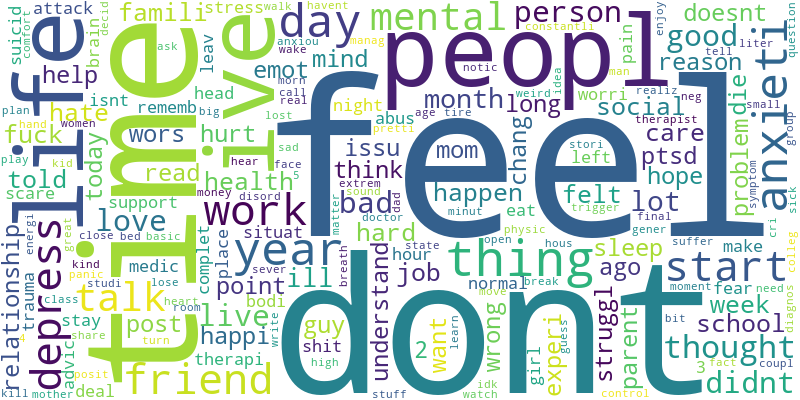 feel
dont
time
peopl
life
ive
thing
work
year
day
friend
talk
start
anxieti
depress
mental
person
good
thought
didnt
school
famili
help
hate
fuck
wors
told
love
hurt
emot
mind
read
health
think
issu
bad
mom
month
long
social
reason
doesnt
care
ptsd
hope
lot
happen
felt
chang
problem
die
pain
worri
hard
understand
job
ago
sleep
make
week
fear
normal
struggl
parent
wrong
want
experi
girl
guy
shit
point
ill
live
happi
post
stay
deal
advic
relationship
trauma
scare
today
support
rememb
isnt
brain
attack
suicid
comfort
stress
walk
havent
decid
leav
head
night
abus
anxiou
ask
wake
morn
call
real
manag
pretti
age
tire
notic
weird
idea
man
realiz
neg
tell
liter
enjoy
question
constantli
therapist
small
group
stori
left
eat
trigger
physic
final
gener
suffer
cri
symptom
sick
moment
need
colleg
diagnos
bit
fact
coupl
control
break
move
guess
learn
hous
open
state
hour
minut
doctor
dad
matter
extrem
sound
breath
bodi
sever
situat
place
complet
disord
money
5
face
sad
hear
lost
big
women
hand
plan
play
kid
energi
great
close
bed
basic
medic
lose
kind
panic
studi
class
share
posit
mother
4
turn
room
heart
therapi
write
high
2
idk
watch
stuff
3